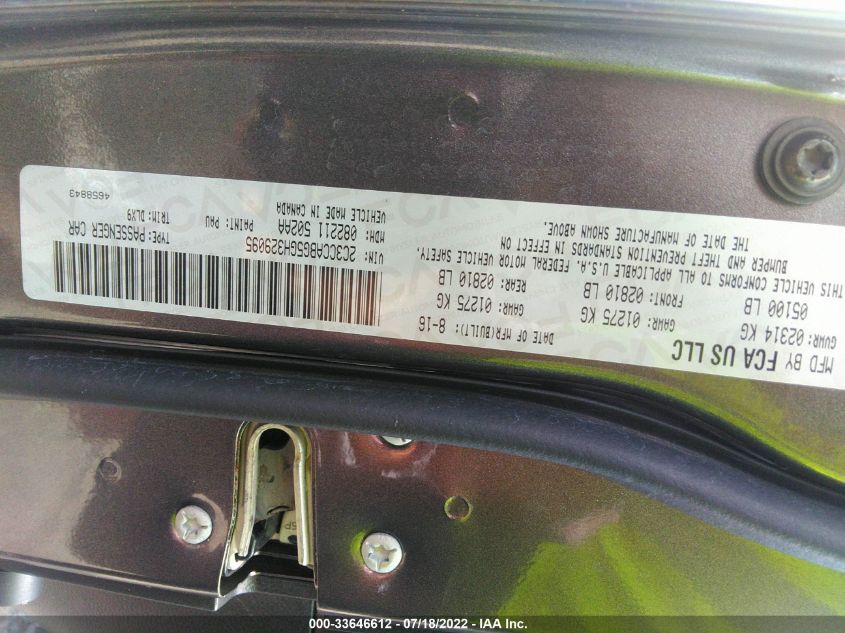 MFD BY FCA US LLC
DATE OF MFR(BUILT): 8-16
GVWR: 02314 KG
05100 LB
GAWR: 01275 KG
FRONT: 02810 LB
GAWR: 01275 KG
REAR: 02810 LB
THIS VEHICLE CONFORMS TO ALL APPLICABLE U.S.A. FEDERAL MOTOR VEHICLE SAFETY,
BUMPER AND THEFT PREVENTION STANDARDS IN EFFECT ON
THE DATE OF MANUFACTURE SHOWN ABOVE.
VIN: 2C3CCABG5GH329095
TYPE: PASSENGER CAR
MDH: 082211 502AA
PAINT: PAU
TRIM: DLX9
VEHICLE MADE IN CANADA
4658843
000-33646612 - 07/18/2022 - IAA Inc.